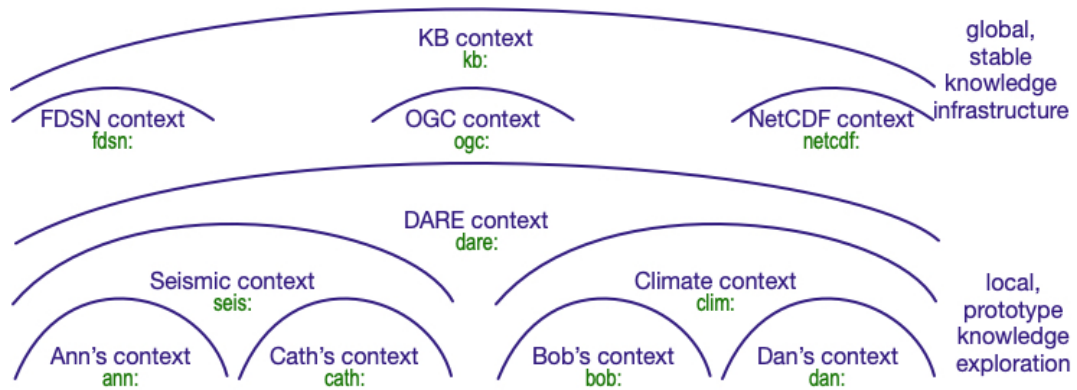 KB context
kb:
global,
stable
knowledge
infrastructure
FDSN context
fdsn:
OGC context
ogc:
NetCDF context
netcdf:
DARE context
dare:
Seismic context
seis:
Climate context
clim:
local,
prototype
knowledge
exploration
Ann's context
ann:
Cath's context
cath:
Bob's context
bob:
Dan's context
dan: